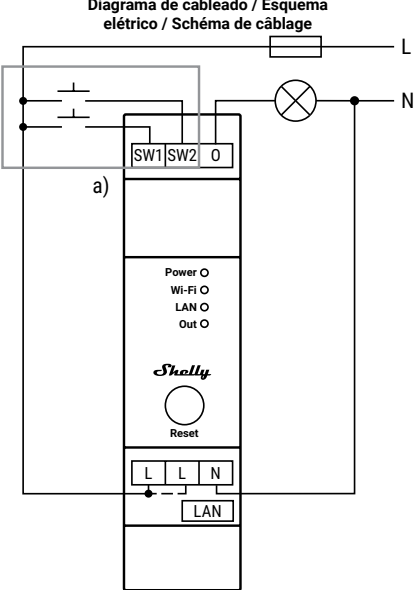 Diagrama de cableado / Esquema
elétrico / Schéma de câblage
L
N
SW1 SW2 O
a)
Power
Wi-Fi
LAN
Out
Shelly
Reset
L L N
LAN